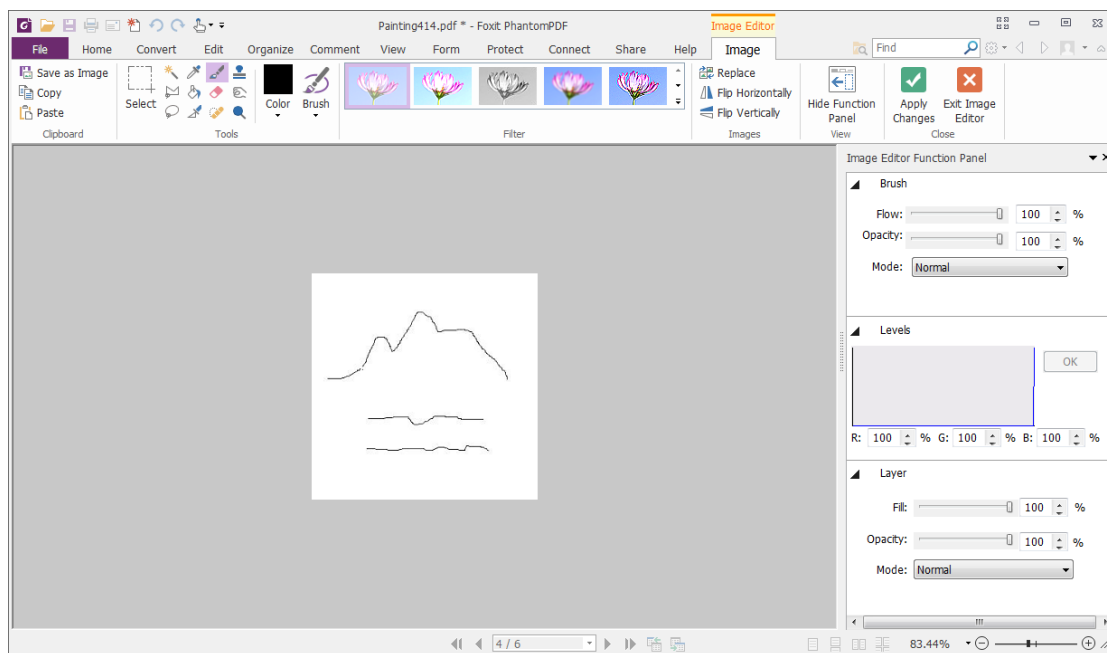 Painting414.pdf * - Foxit PhantomPDF
Image Editor
File Home Convert Edit Organize Comment View Form Protect Connect Share Help Image
Find
Save as Image
Copy
Paste
Clipboard
Select
Tools
Color
Brush
Filter
Replace
Flip Horizontally
Flip Vertically
Images
Hide Function
Panel
View
Apply
Changes
Exit Image
Editor
Close
Image Editor Function Panel
Brush
Flow: 100 %
Opacity: 100 %
Mode: Normal
Levels
OK
R: 100 % G: 100 % B: 100 %
Layer
Fill: 100 %
Opacity: 100 %
Mode: Normal
4 / 6
83.44%